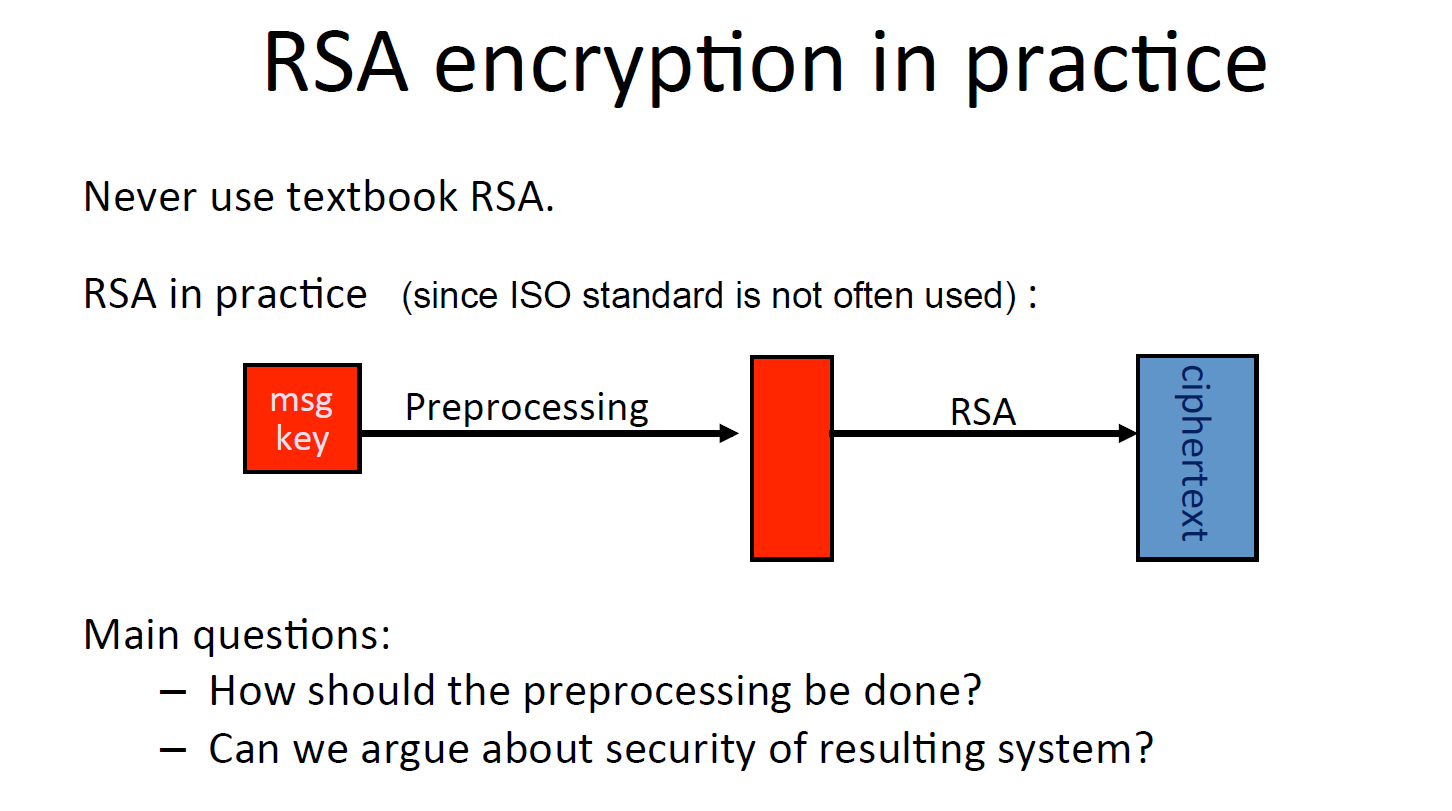 RSA encryption in practice
Never use textbook RSA.
RSA in practice (since ISO standard is not often used) :
msg
key
Preprocessing
RSA
ciphertext
Main questions:
– How should the preprocessing be done?
– Can we argue about security of resulting system?